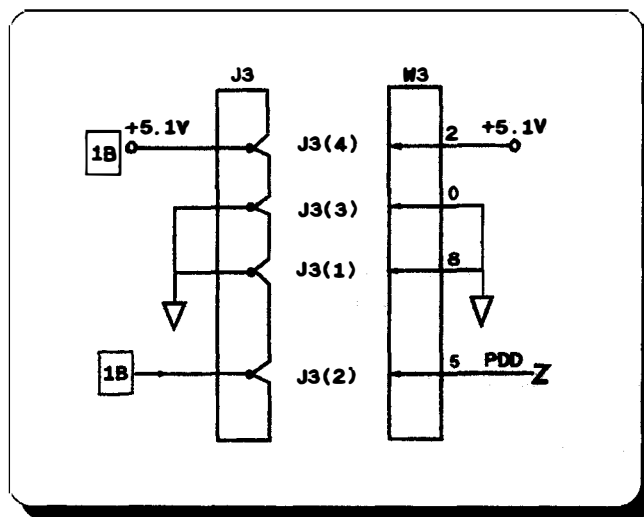 J3 W3
+5.1V J3(4) 2 +5.1V
1B
J3(3) 0
J3(1) 8
1B J3(2) 5 PDD Z